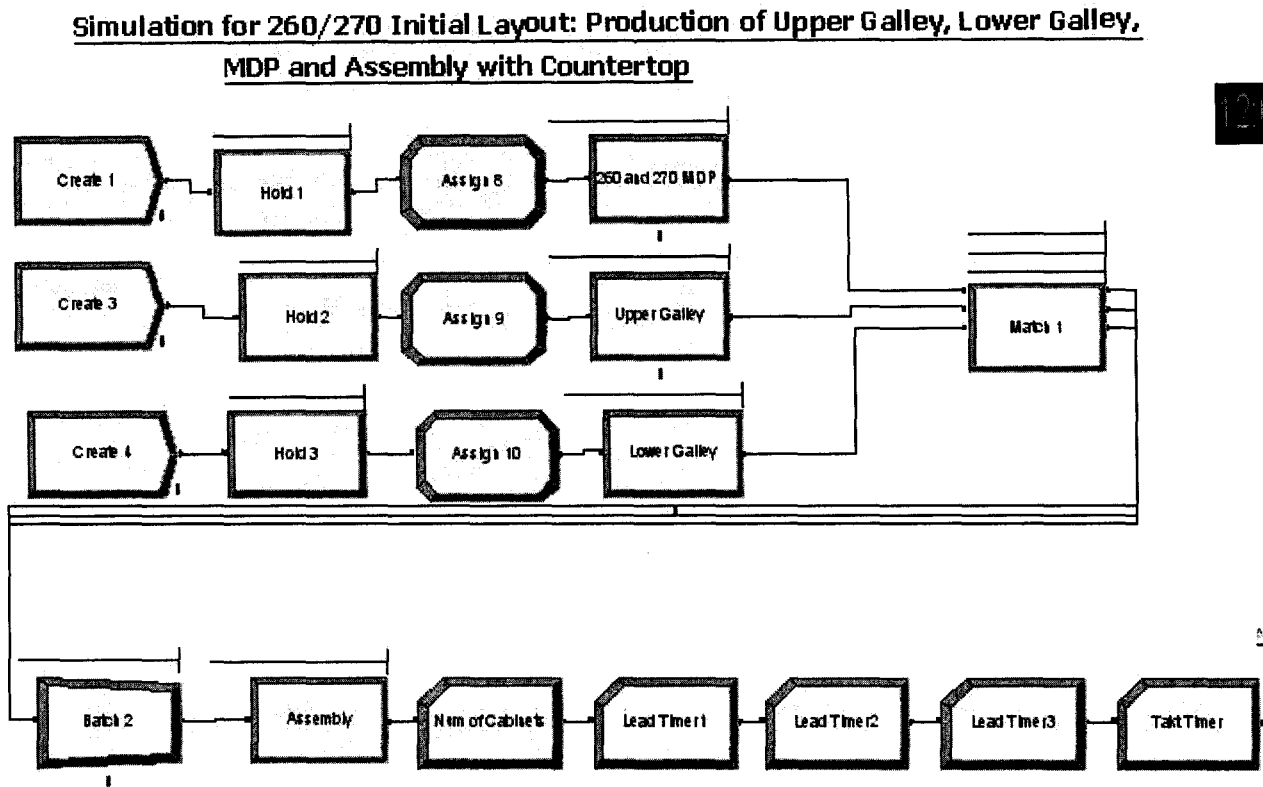 Simulation for 260/270 Initial Layout: Production of Upper Galley, Lower Galley,
MDP and Assembly with Countertop
Create 1
Hold 1
Assign 8
260 and 270 MDP
Create 3
Hold 2
Assign 9
Upper Galley
Match 1
Create 4
Hold 3
Assign 10
Lower Galley
Batch 2
Assembly
Num of Cabinets
Lead Timer1
Lead Timer2
Lead Timer3
Takt Timer